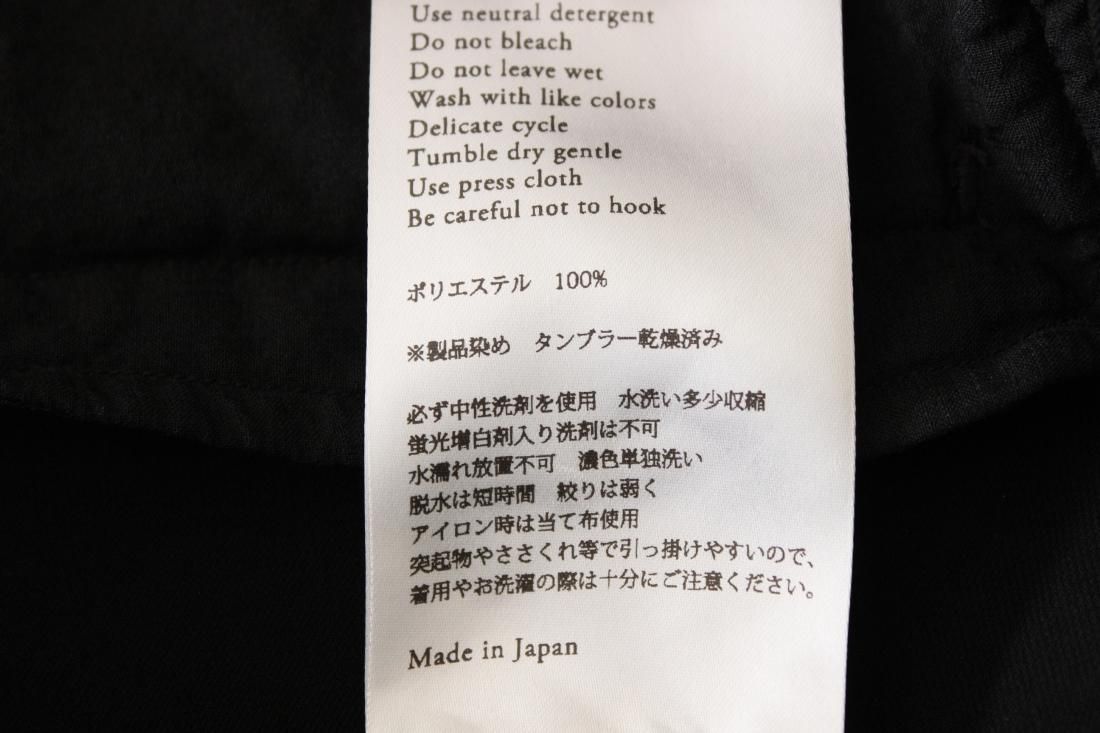 Use neutral detergent
Do not bleach
Do not leave wet
Wash with like colors
Delicate cycle
Tumble dry gentle
Use press cloth
Be careful not to hook
ポリエステル　100%
※製品染め　タンブラー乾燥済み
必ず中性洗剤を使用　水洗い多少収縮
蛍光増白剤入り洗剤は不可
水濡れ放置不可　濃色単独洗い
脱水は短時間　絞りは弱く
アイロン時は当て布使用
突起物やささくれ等で引っ掛けやすいので、
着用やお洗濯の際は十分にご注意ください。
Made in Japan